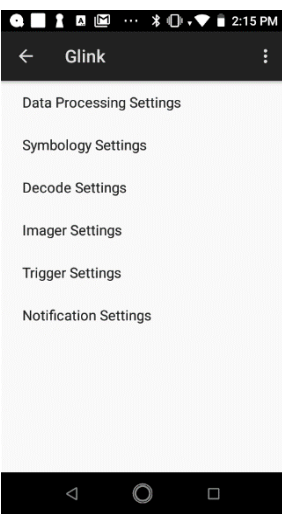 2:15 PM
Glink
Data Processing Settings
Symbology Settings
Decode Settings
Imager Settings
Trigger Settings
Notification Settings